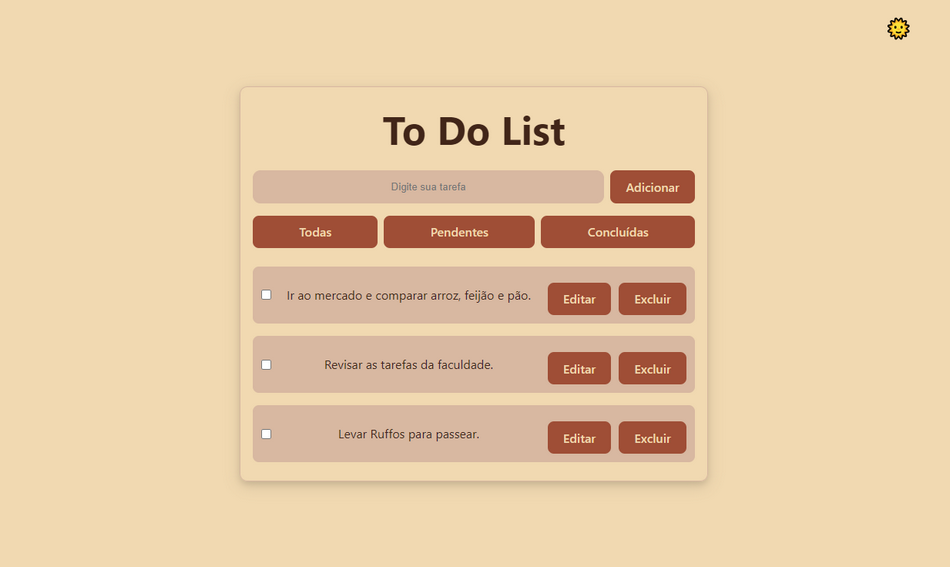 To Do List
Digite sua tarefa Adicionar
Todas Pendentes Concluídas
Ir ao mercado e comparar arroz, feijão e pão. Editar Excluir
Revisar as tarefas da faculdade. Editar Excluir
Levar Ruffos para passear. Editar Excluir